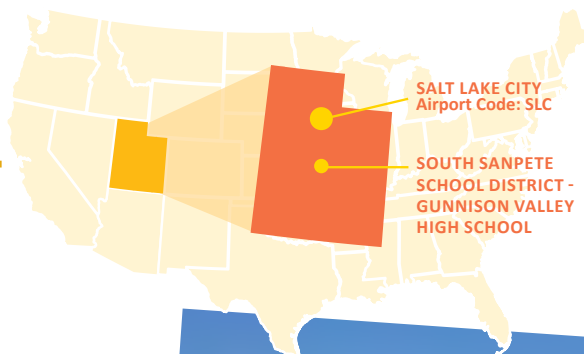 SALT LAKE CITY
Airport Code: SLC
SOUTH SANPETE
SCHOOL DISTRICT -
GUNNISON VALLEY
HIGH SCHOOL